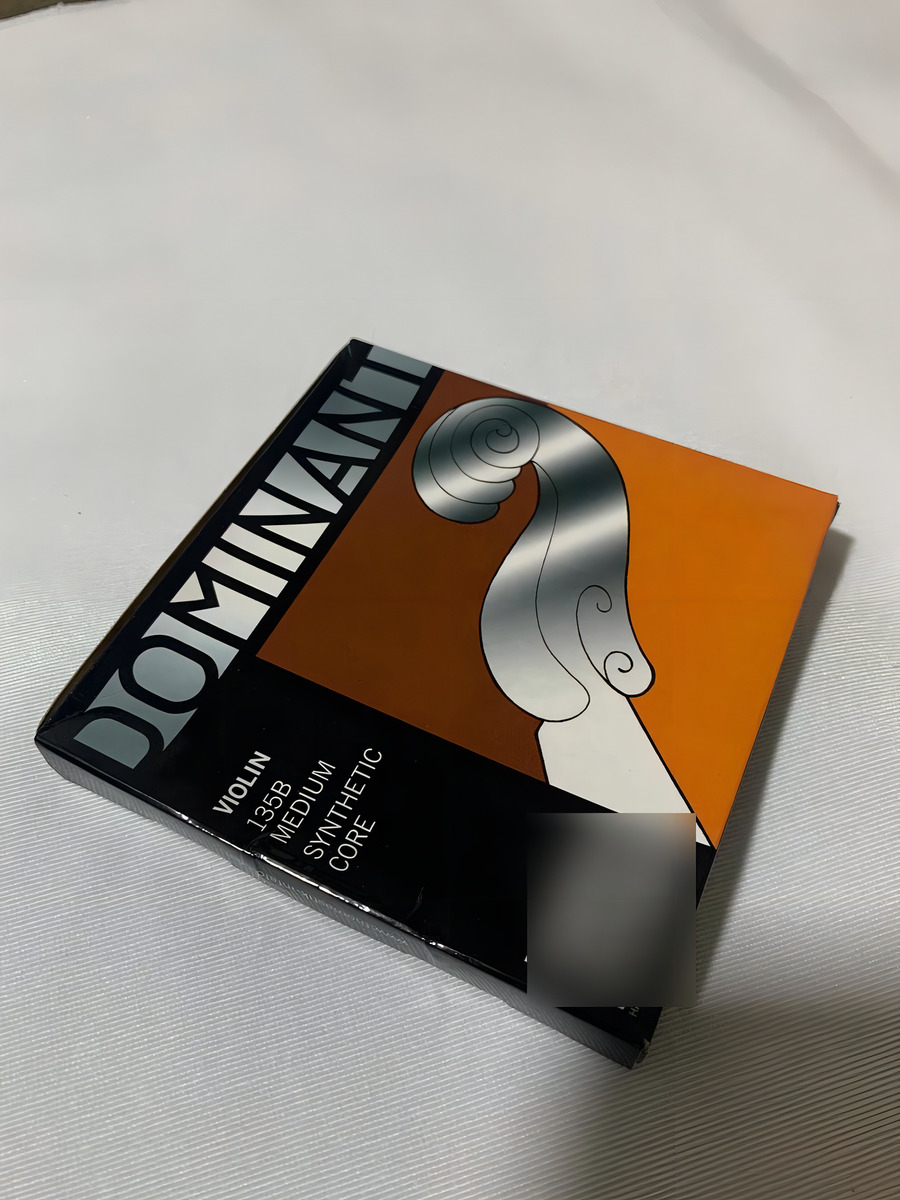 DOMINANT
VIOLIN
135B
MEDIUM
SYNTHETIC
CORE